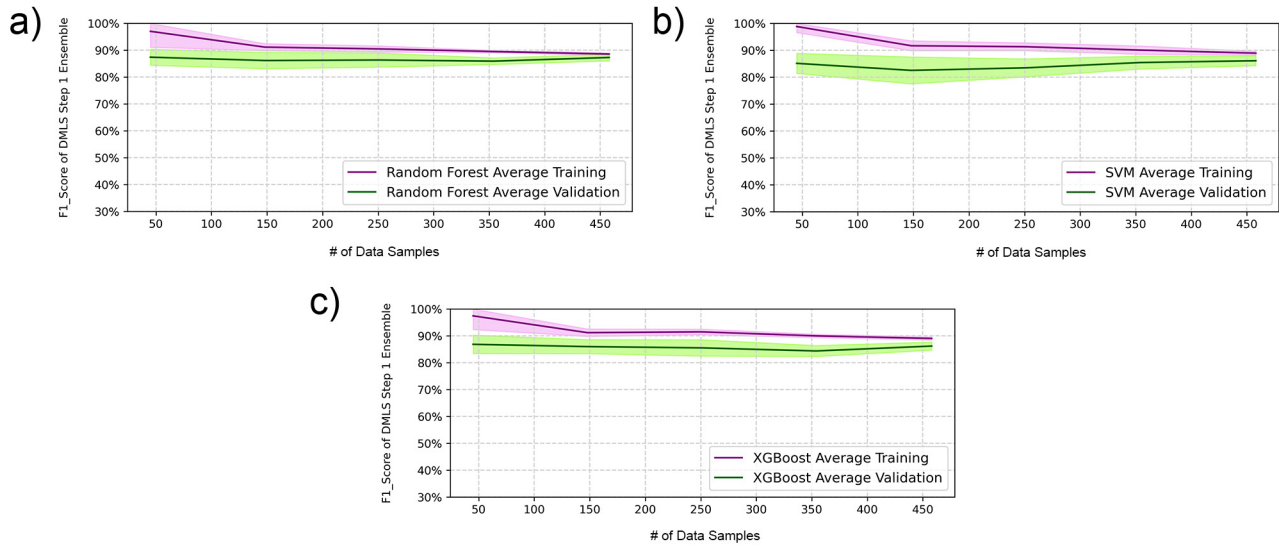 a)
F1_Score of DMLS Step 1 Ensemble
100%
90%
80%
70%
60%
50%
40%
30%
Random Forest Average Training
Random Forest Average Validation
50 100 150 200 250 300 350 400 450
# of Data Samples
b)
F1_Score of DMLS Step 1 Ensemble
100%
90%
80%
70%
60%
50%
40%
30%
SVM Average Training
SVM Average Validation
50 100 150 200 250 300 350 400 450
# of Data Samples
c)
F1_Score of DMLS Step 1 Ensemble
100%
90%
80%
70%
60%
50%
40%
30%
XGBoost Average Training
XGBoost Average Validation
50 100 150 200 250 300 350 400 450
# of Data Samples